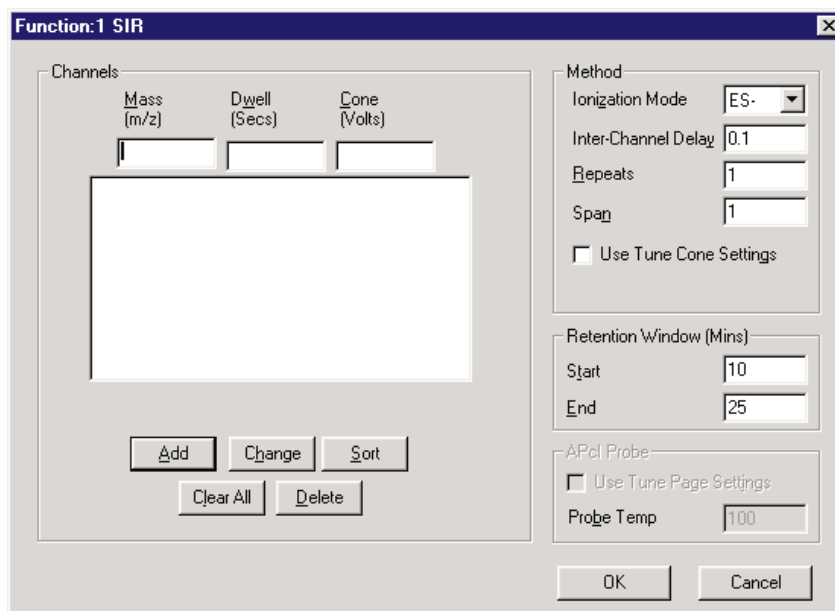 Function:1 SIR
Channels
Mass
(m/z)
Dwell
(Secs)
Cone
(Volts)
Add
Change
Sort
Clear All
Delete
Method
Ionization Mode ES-
Inter-Channel Delay 0.1
Repeats 1
Span 1
Use Tune Cone Settings
Retention Window (Mins)
Start 10
End 25
APcI Probe
Use Tune Page Settings
Probe Temp 100
OK
Cancel